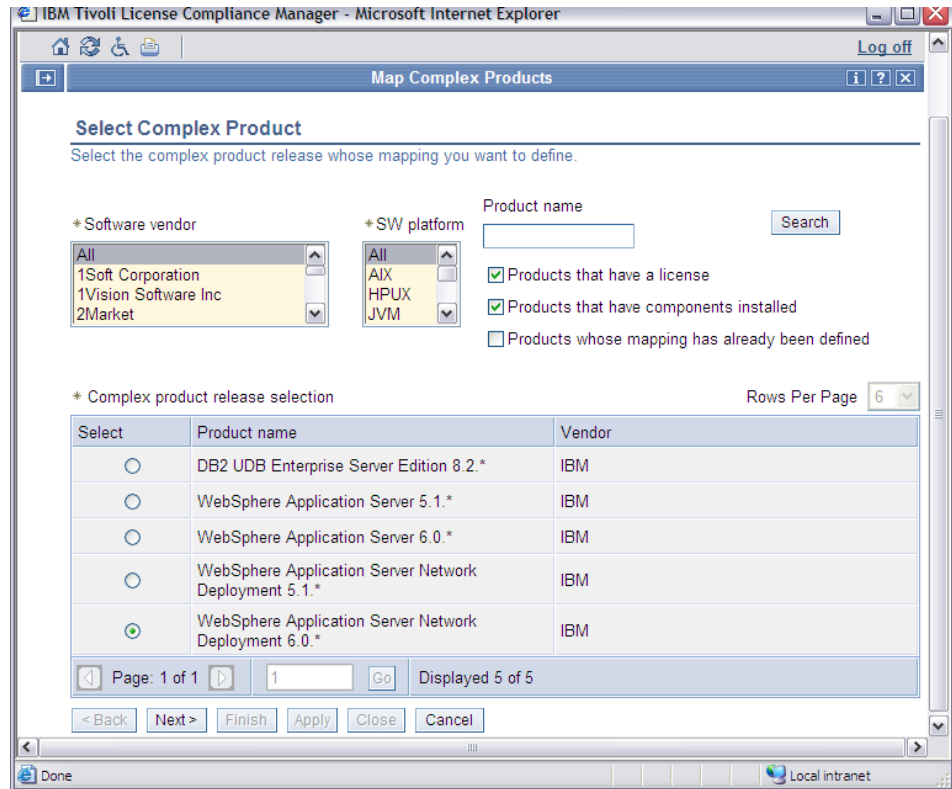 IBM Tivoli License Compliance Manager - Microsoft Internet Explorer
Log off
Map Complex Products
i ? X
Select Complex Product
Select the complex product release whose mapping you want to define.
* Software vendor
All
1Soft Corporation
1Vision Software Inc
2Market
* SW platform
All
AIX
HPUX
JVM
Product name
Search
Products that have a license
Products that have components installed
Products whose mapping has already been defined
* Complex product release selection
Rows Per Page 6
Select Product name Vendor
DB2 UDB Enterprise Server Edition 8.2.* IBM
WebSphere Application Server 5.1.* IBM
WebSphere Application Server 6.0.* IBM
WebSphere Application Server Network
Deployment 5.1.* IBM
WebSphere Application Server Network
Deployment 6.0.* IBM
Page: 1 of 1 1 Go Displayed 5 of 5
< Back Next > Finish Apply Close Cancel
Done Local intranet